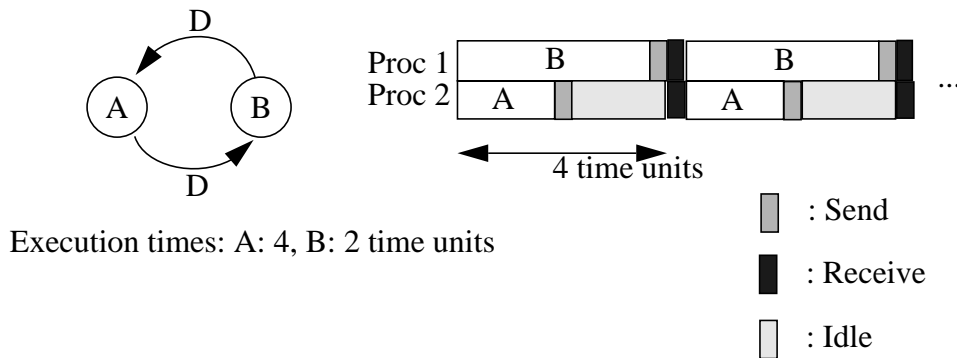 D
A B
D
Proc 1 B B
Proc 2 A A ...
4 time units
Execution times: A: 4, B: 2 time units
: Send
: Receive
: Idle